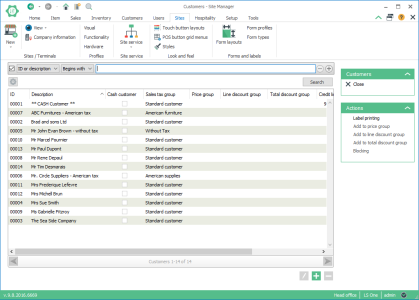 Customers - Site Manager
Home Item Sales Inventory Customers Users Sites Hospitality Setup Tools
New
View
Company information
Sites / Terminals
Visual
Functionality
Hardware
Profiles
Site service
Site service
Touch button layouts
POS button grid menus
Styles
Look and feel
Form layouts
Form profiles
Form types
Forms and labels
ID or description Begins with
Search
ID Description Cash customer Sales tax group Price group Line discount group Total discount group Credit li
00001 ** CASH Customer ** Standard customer
00007 ABC Furnitures - American tax American furniture
00002 Brad and sons Ltd Standard customer
00005 Mr John Evan Brown - without tax Without Tax
00010 Mr Marcel Fournier Standard customer
00013 Mr Paul Dupont Standard customer
00008 Mr Rene Depaul Standard customer
00014 Mr Tim Desmarais Standard customer
00006 Mr. Circle Suppliers - American tax American supplies
00011 Mrs Frederique Lefevre Standard customer
00012 Mrs Michell Brun Standard customer
00004 Mrs Sue Smith Standard customer
00009 Ms Gabrielle Fitzroy Standard customer
00003 The Sea Side Company Standard customer
Customers 1-14 of 14
Customers
Close
Actions
Label printing
Add to price group
Add to line discount group
Add to total discount group
Blocking
Head office LS One admin